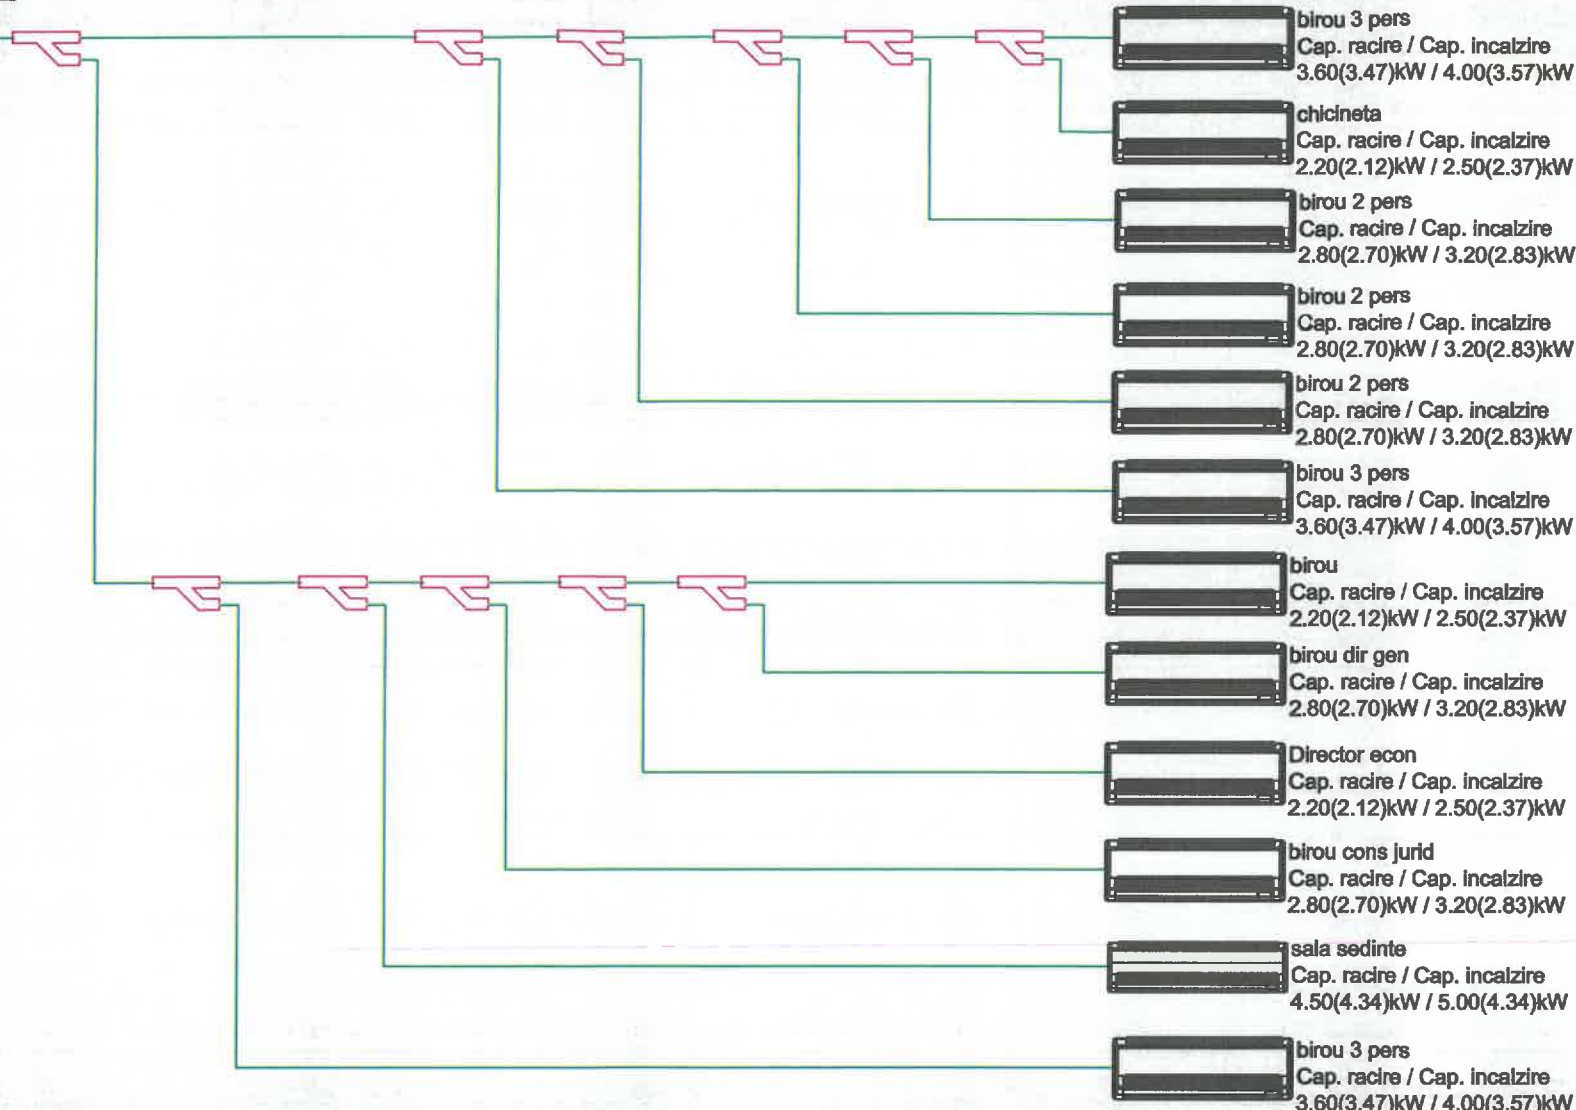 birou 3 pers
Cap. racire / Cap. incalzire
3.60(3.47)kW / 4.00(3.57)kW
chicineta
Cap. racire / Cap. incalzire
2.20(2.12)kW / 2.50(2.37)kW
birou 2 pers
Cap. racire / Cap. incalzire
2.80(2.70)kW / 3.20(2.83)kW
birou 2 pers
Cap. racire / Cap. incalzire
2.80(2.70)kW / 3.20(2.83)kW
birou 2 pers
Cap. racire / Cap. incalzire
2.80(2.70)kW / 3.20(2.83)kW
birou 3 pers
Cap. racire / Cap. incalzire
3.60(3.47)kW / 4.00(3.57)kW
birou
Cap. racire / Cap. incalzire
2.20(2.12)kW / 2.50(2.37)kW
birou dir gen
Cap. racire / Cap. incalzire
2.80(2.70)kW / 3.20(2.83)kW
Director econ
Cap. racire / Cap. incalzire
2.20(2.12)kW / 2.50(2.37)kW
birou cons jurid
Cap. racire / Cap. incalzire
2.80(2.70)kW / 3.20(2.83)kW
sala sedinte
Cap. racire / Cap. incalzire
4.50(4.34)kW / 5.00(4.34)kW
birou 3 pers
Cap. racire / Cap. incalzire
3.60(3.47)kW / 4.00(3.57)kW